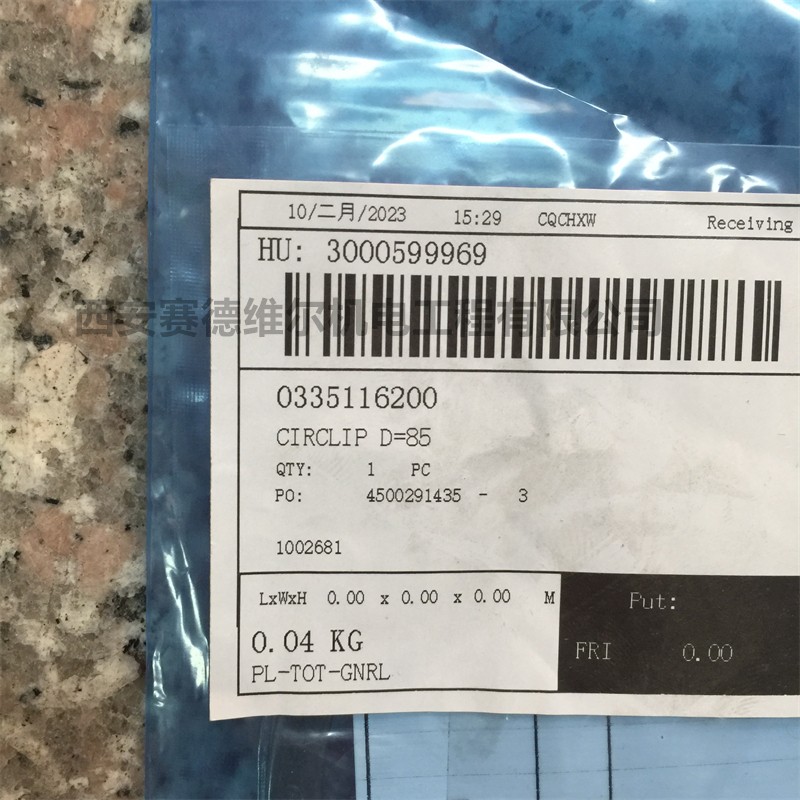 10/二月/2023 15:29 CQCHXW Receiving
HU: 3000599969
西安赛德维尔机电工程有限公司
0335116200
CIRCLIP D=85
QTY: 1 PC
PO: 4500291435 - 3
1002681
LxWxH 0.00 x 0.00 x 0.00 M
Put:
0.04 KG
FRI 0.00
PL-TOT-GNRL